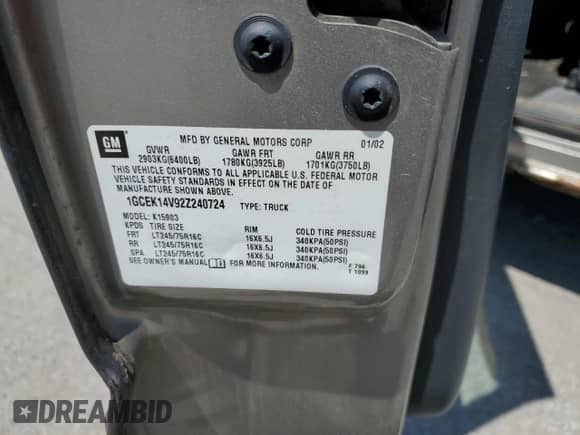 GM
MFD BY GENERAL MOTORS CORP 01/02
GVWR GAWR FRT GAWR RR
2903KG(6400LB) 1780KG(3925LB) 1701KG(3750LB)
THIS VEHICLE CONFORMS TO ALL APPLICABLE U.S. FEDERAL MOTOR
VEHICLE SAFETY STANDARDS IN EFFECT ON THE DATE OF
MANUFACTURE SHOWN ABOVE.
1GCEK14V92Z240724 TYPE: TRUCK
MODEL: K15903
KPDS TIRE SIZE RIM COLD TIRE PRESSURE
FRT LT245/75R16C 16X6.5J 340KPA(50PSI)
RR LT245/75R16C 16X6.5J 340KPA(50PSI)
SPA LT245/75R16C 16X6.5J 340KPA(50PSI)
SEE OWNER'S MANUAL FOR MORE INFORMATION. F 796
T 1099
DREAMBID